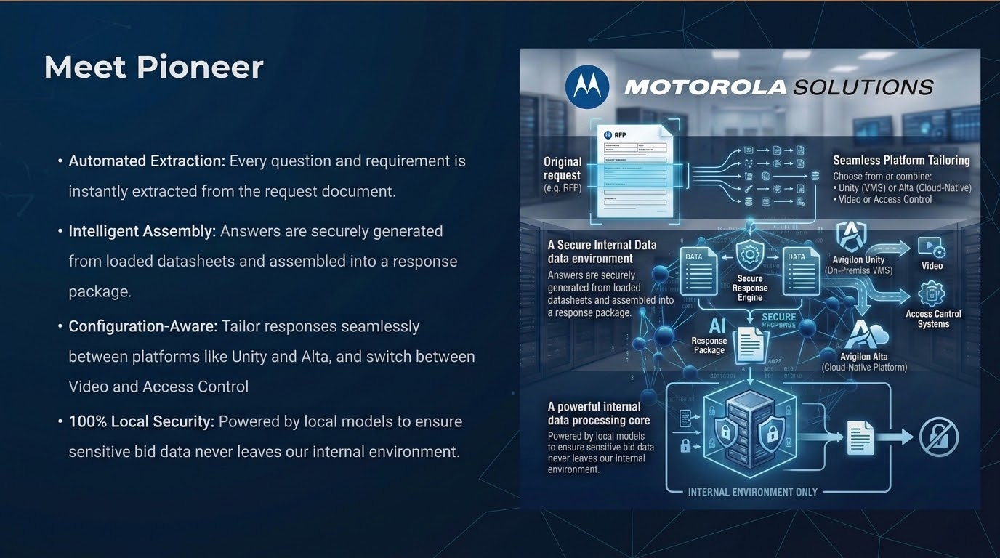 Meet Pioneer
• Automated Extraction: Every question and requirement is
instantly extracted from the request document.
• Intelligent Assembly: Answers are securely generated
from loaded datasheets and assembled into a response
package.
• Configuration-Aware: Tailor responses seamlessly
between platforms like Unity and Alta, and switch between
Video and Access Control
• 100% Local Security: Powered by local models to ensure
sensitive bid data never leaves our internal environment.
MOTOROLA SOLUTIONS
RFP
Original
request
(e.g. RFP)
Seamless Platform Tailoring
Choose from or combine:
• Unity (VMS) or Alta (Cloud-Native)
• Video or Access Control
A Secure Internal Data
data environment
Answers are securely
generated from loaded
datasheets and assembled into
a response package.
DATA
Secure
Response
Engine
DATA
Avigilon Unity
(On-Premiss VMS)
Video
Access Cantrol
Systems
AI
Response
Package
SECURE
Avigilen Alta
(Cloud-Native Platform)
A powerful internal
data processing core
Powered by local models
to ensure sensitive bid data
never leaves our internal
environment.
INTERNAL ENVIRONMENT ONLY